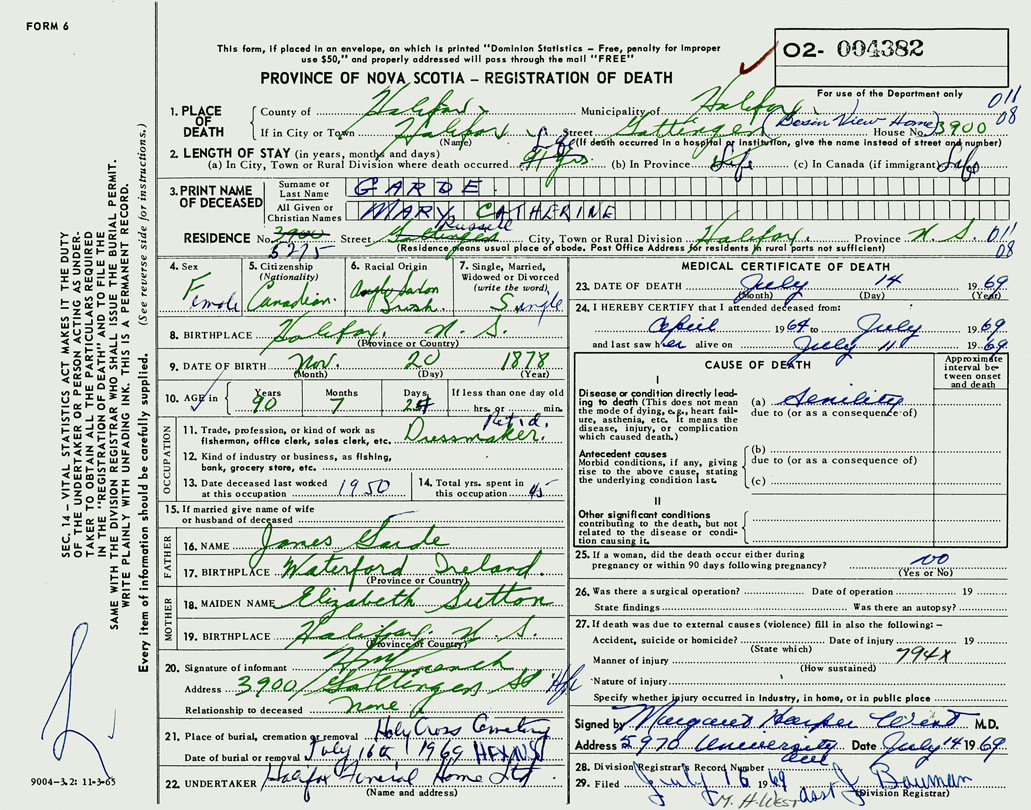 FORM 6
This form, if placed in an envelope, on which is printed "Dominion Statistics – Free, penalty for improper
use $50," and properly addressed will pass through the mail "FREE"
PROVINCE OF NOVA SCOTIA – REGISTRATION OF DEATH
02- 004382
For use of the Department only
011
08
1. PLACE OF DEATH
County of Halifax Municipality of Halifax
(Basin View Home)
If in City or Town Halifax Street Gottingen House No. 3900
(Name) (If death occurred in a hospital or institution, give the name instead of street and number)
2. LENGTH OF STAY (in years, months and days) Life
(a) In City, Town or Rural Division where death occurred (b) In Province Life (c) In Canada (if immigrant) Life
3. PRINT NAME OF DECEASED
Surname or Last Name GARDE
All Given or Christian Names MARY CATHERINE
Russell
RESIDENCE No. 3900 Street Gottingen City, Town or Rural Division Halifax Province N.S. 011
5275 (Residence means usual place of abode. Post Office Address for residents in rural parts not sufficient) 08
4. Sex Female
5. Citizenship (Nationality) Canadian
6. Racial Origin Anglo Saxon Irish
7. Single, Married, Widowed or Divorced (write the word) Single
8. BIRTHPLACE Halifax, N.S.
(Province or Country)
9. DATE OF BIRTH Nov. 20 1878
(Month) (Day) (Year)
10. AGE in Years 90 Months 7 Days If less than one day old hrs. or min.
OCCUPATION
11. Trade, profession, or kind of work as fisherman, office clerk, sales clerk, etc. Ret'd. Dressmaker.
12. Kind of industry or business, as fishing, bank, grocery store, etc.
13. Date deceased last worked at this occupation 1950
14. Total yrs. spent in this occupation 45
15. If married give name of wife or husband of deceased
FATHER
16. NAME James Garde
17. BIRTHPLACE Waterford Ireland.
(Province or Country)
MOTHER
18. MAIDEN NAME Elizabeth Sutton
19. BIRTHPLACE Halifax, N.S.
(Province or Country)
20. Signature of informant
Address 3900 Gottingen St Hfx
Relationship to deceased none
21. Place of burial, cremation or removal Holy Cross Cemetery
Date of burial or removal July 16th 1969 HFX, N.S.
22. UNDERTAKER Halifax Funeral Home Ltd.
(Name and address)
MEDICAL CERTIFICATE OF DEATH
23. DATE OF DEATH July 14 1969
(Month) (Day) (Year)
24. I HEREBY CERTIFY that I attended deceased from:
April 1964 to July 1969
and last saw her alive on July 11 1969
CAUSE OF DEATH
Approximate interval between onset and death
I
Disease or condition directly leading to death (This does not mean the mode of dying, e.g., heart failure, asthenia, etc. It means the disease, injury, or complication which caused death.)
(a) Senility
due to (or as a consequence of)
Antecedent causes
Morbid conditions, if any, giving rise to the above cause, stating the underlying condition last.
(b)
due to (or as a consequence of)
(c)
II
Other significant conditions contributing to the death, but not related to the disease or condition causing it.
25. If a woman, did the death occur either during pregnancy or within 90 days following pregnancy? no
(Yes or No)
26. Was there a surgical operation? Date of operation 19
State findings Was there an autopsy?
27. If death was due to external causes (violence) fill in also the following: –
Accident, suicide or homicide? Date of injury 19
(State which)
Manner of injury 794X
(How sustained)
Nature of injury
Specify whether injury occurred in Industry, in home, or in public place
Signed by Margaret Harper M.D.
Address 5970 University Ave Date July 14 1969
28. Division Registrar's Record Number
29. Filed July 16 1969 asst J. Bauman
(Division Registrar)
M. H. WEST
SEC. 14 – VITAL STATISTICS ACT MAKES IT THE DUTY
OF THE UNDERTAKER OR PERSON ACTING AS UNDER-
TAKER TO OBTAIN ALL THE PARTICULARS REQUIRED
IN THE "REGISTRATION OF DEATH" AND TO FILE THE
SAME WITH THE DIVISION REGISTRAR WHO SHALL ISSUE THE BURIAL PERMIT.
WRITE PLAINLY WITH UNFADING INK. THIS IS A PERMANENT RECORD.
Every item of information should be carefully supplied. (See reverse side for instructions.)
9004-3.2: 11-3-65